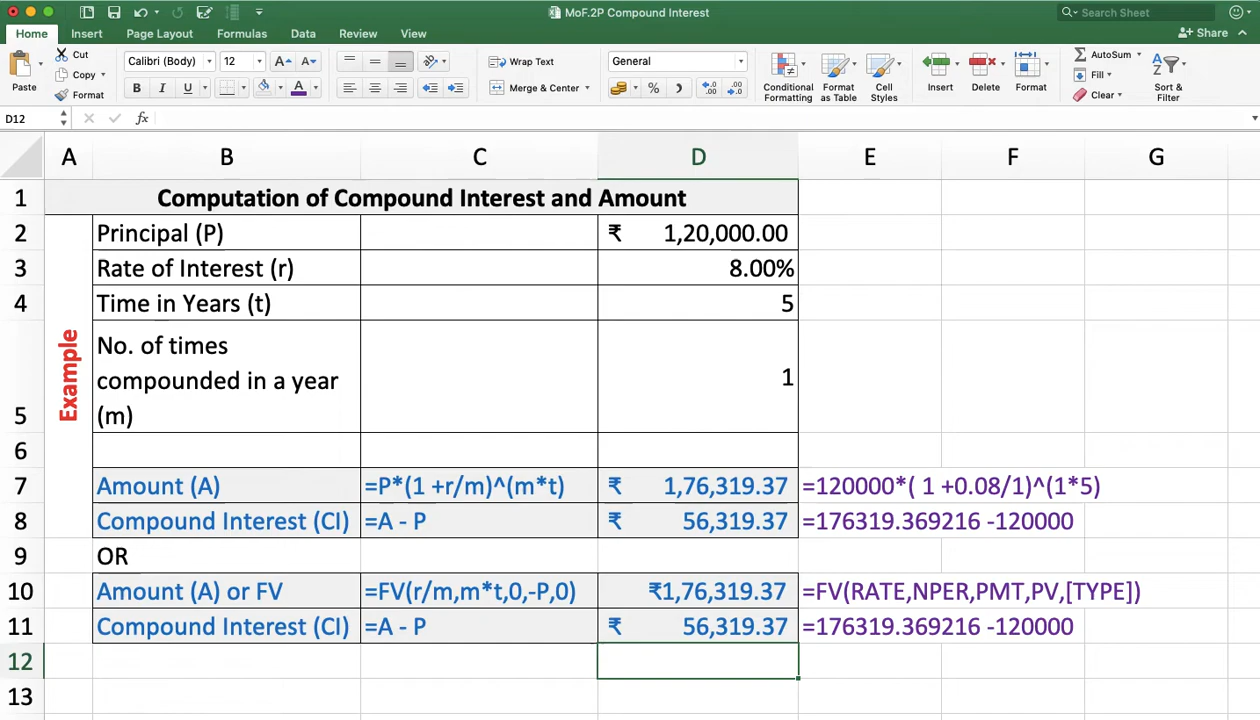 MoF.2P Compound Interest
Search Sheet
Home Insert Page Layout Formulas Data Review View
Share
Paste
Cut
Copy
Format
Calibri (Body) 12 A A
B I U A
Wrap Text
Merge & Center
General
%
Conditional Formatting
Format as Table
Cell Styles
Insert
Delete
Format
AutoSum
Fill
Clear
Sort & Filter
D12 fx
A B C D E F G
1 Computation of Compound Interest and Amount
Example
2 Principal (P) ₹ 1,20,000.00
3 Rate of Interest (r) 8.00%
4 Time in Years (t) 5
No. of times
compounded in a year 1
5 (m)
6
7 Amount (A) =P*(1 +r/m)^(m*t) ₹ 1,76,319.37 =120000*( 1 +0.08/1)^(1*5)
8 Compound Interest (CI) =A - P ₹ 56,319.37 =176319.369216 -120000
9 OR
10 Amount (A) or FV =FV(r/m,m*t,0,-P,0) ₹1,76,319.37 =FV(RATE,NPER,PMT,PV,[TYPE])
11 Compound Interest (CI) =A - P ₹ 56,319.37 =176319.369216 -120000
12
13